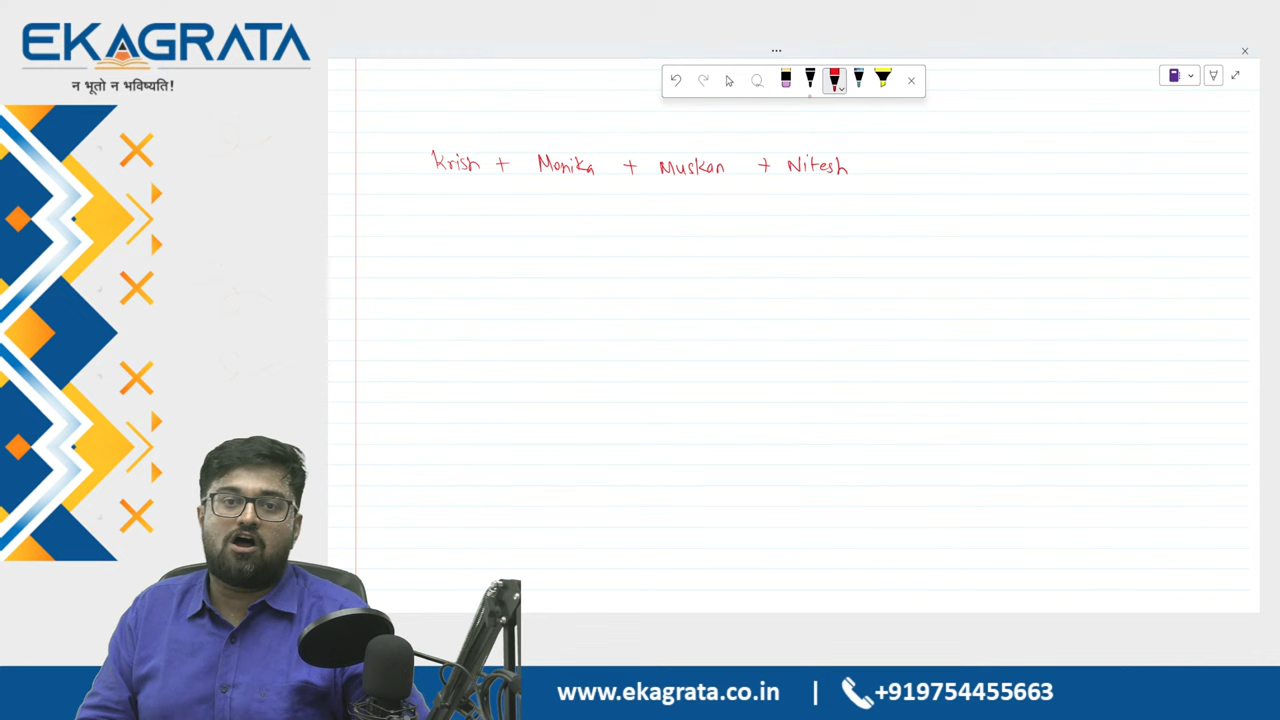 EKAGRATA
न भूतो न भविष्यति!
Krish + Monika + Muskan + Nitesh
www.ekagrata.co.in | +919754455663